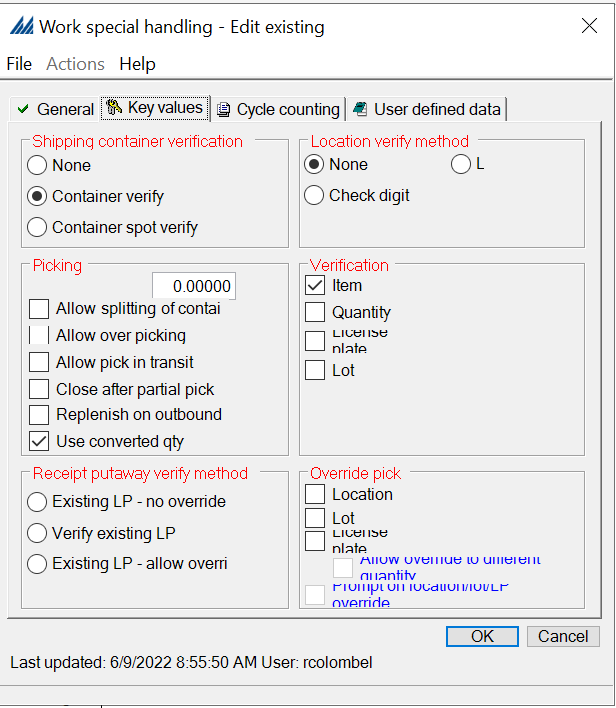 Work special handling - Edit existing
File Actions Help
General Key values Cycle counting User defined data
Shipping container verification
None
Container verify
Container spot verify
Location verify method
None L
Check digit
Picking
0.00000
Allow splitting of contai
Allow over picking
Allow pick in transit
Close after partial pick
Replenish on outbound
Use converted qty
Verification
Item
Quantity
License
plate
Lot
Receipt putaway verify method
Existing LP - no override
Verify existing LP
Existing LP - allow overri
Override pick
Location
Lot
License
plate
Allow override to different
quantity
Prompt on location/lot/LP
override
OK Cancel
Last updated: 6/9/2022 8:55:50 AM User: rcolombel